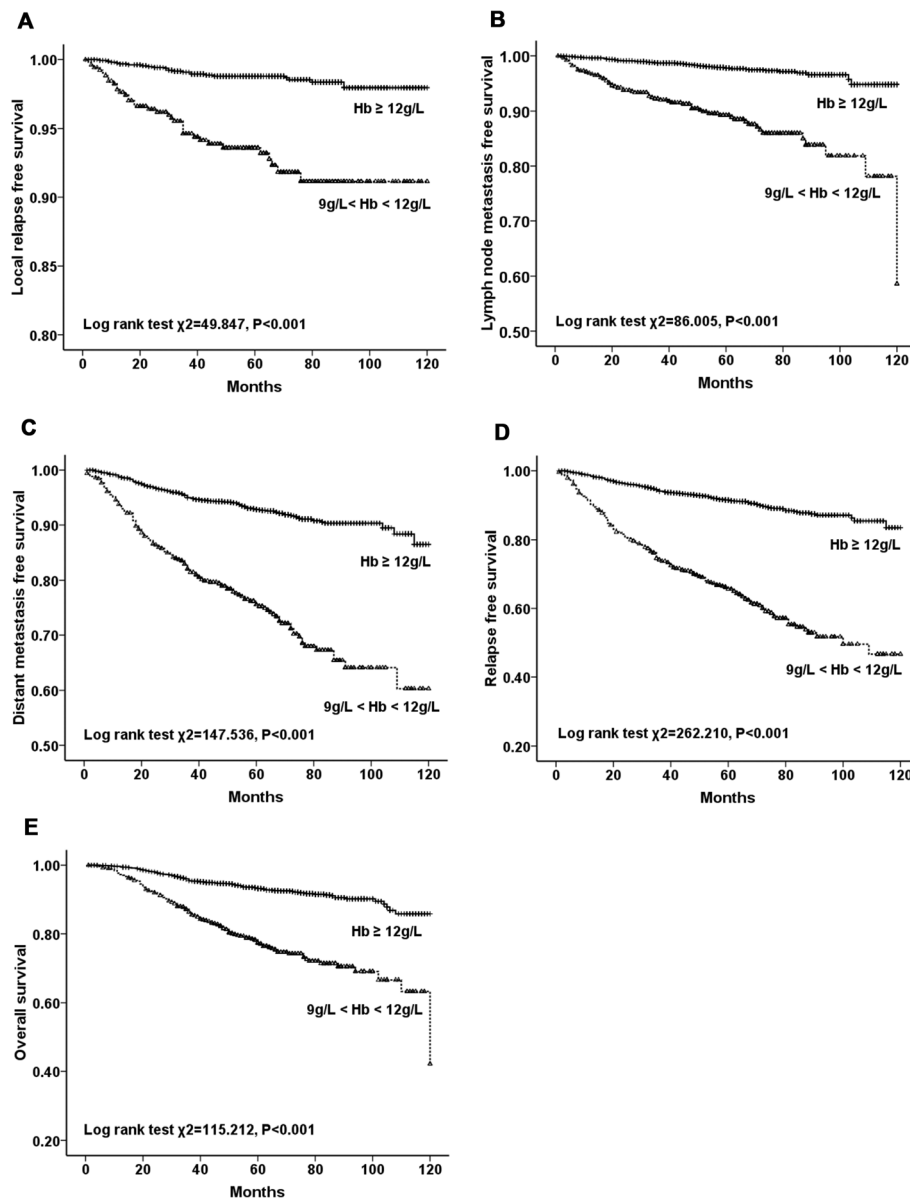 A
Local relapse free survival
1.00
0.95
0.90
0.85
0.80
Hb ≥ 12g/L
9g/L< Hb < 12g/L
Log rank test χ2=49.847, P<0.001
0 20 40 60 80 100 120
Months
B
Lymph node metastasis free survival
1.00
0.90
0.80
0.70
0.60
0.50
Hb ≥ 12g/L
9g/L < Hb < 12g/L
Log rank test χ2=86.005, P<0.001
0 20 40 60 80 100 120
Months
C
Distant metastasis free survival
1.00
0.90
0.80
0.70
0.60
0.50
Hb ≥ 12g/L
9g/L < Hb < 12g/L
Log rank test χ2=147.536, P<0.001
0 20 40 60 80 100 120
Months
D
Relapse free survival
1.00
0.80
0.60
0.40
0.20
Hb ≥ 12g/L
9g/L < Hb < 12g/L
Log rank test χ2=262.210, P<0.001
0 20 40 60 80 100 120
Months
E
Overall survival
1.00
0.80
0.60
0.40
0.20
Hb ≥ 12g/L
9g/L < Hb < 12g/L
Log rank test χ2=115.212, P<0.001
0 20 40 60 80 100 120
Months